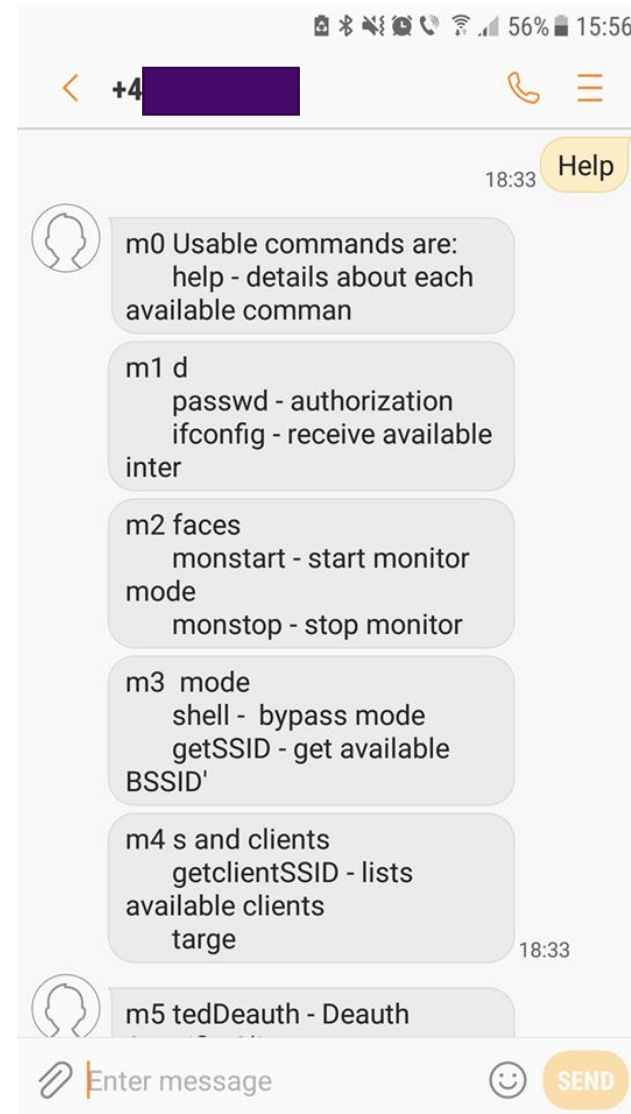 56% 15:56
+4
Help
18:33
m0 Usable commands are:
help - details about each
available comman
m1 d
passwd - authorization
ifconfig - receive available
inter
m2 faces
monstart - start monitor
mode
monstop - stop monitor
m3  mode
shell -  bypass mode
getSSID - get available
BSSID'
m4 s and clients
getclientSSID - lists
available clients
targe
18:33
m5 tedDeauth - Deauth
Enter message
SEND